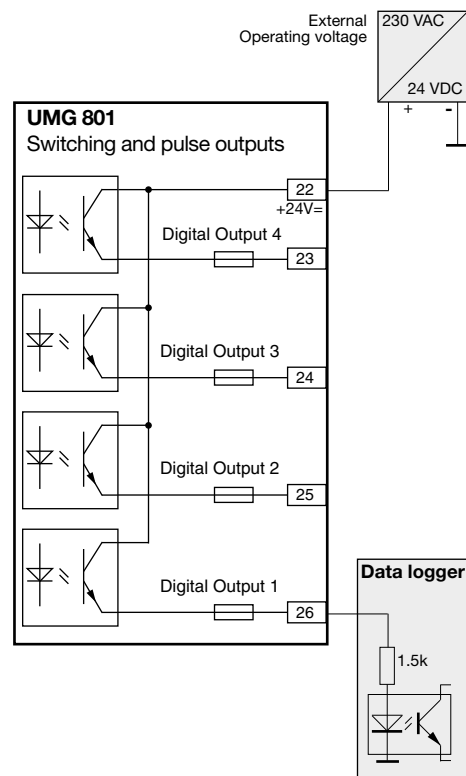 External
Operating voltage
230 VAC
24 VDC
+ -
UMG 801
Switching and pulse outputs
22
+24V=
Digital Output 4
23
Digital Output 3
24
Digital Output 2
25
Digital Output 1
26
Data logger
1.5k